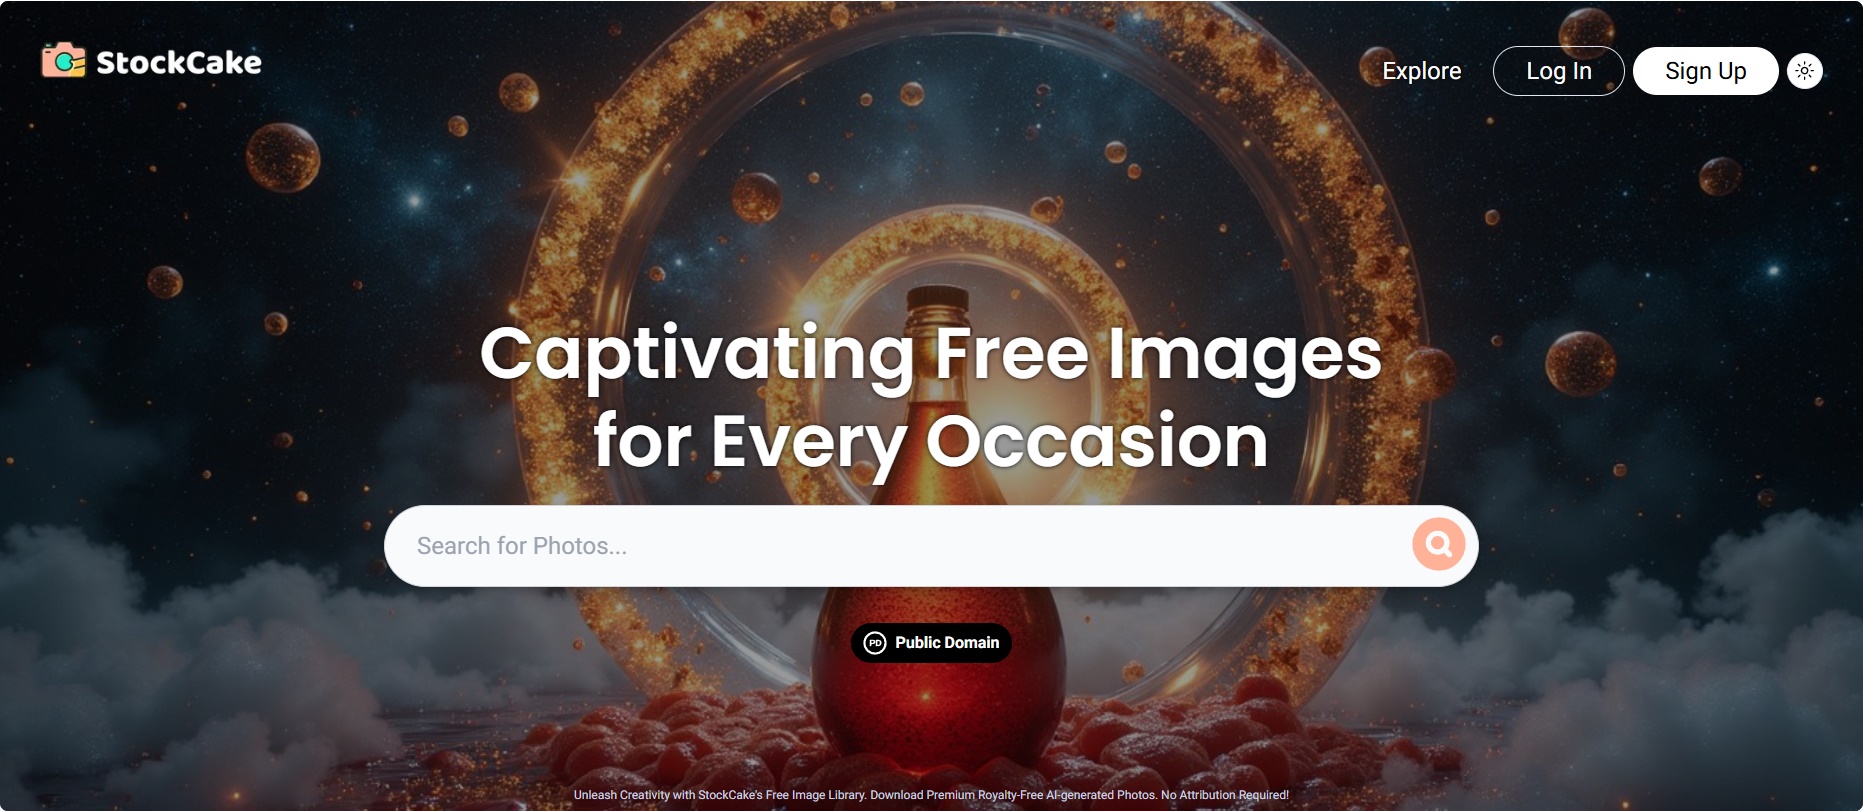 StockCake
Explore
Log In
Sign Up
Captivating Free Images
for Every Occasion
Search for Photos...
PD Public Domain
Unleash Creativity with StockCake's Free Image Library. Download Premium Royalty-Free AI-generated Photos. No Attribution Required!